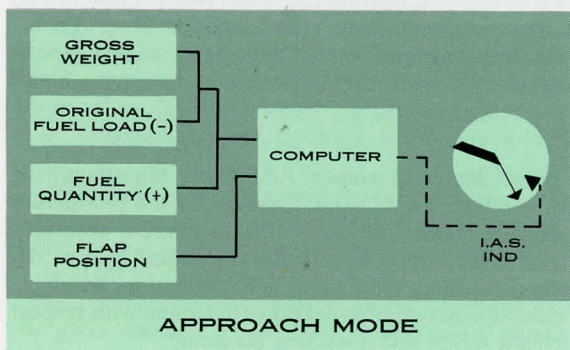 GROSS
WEIGHT
ORIGINAL
FUEL LOAD (-)
FUEL
QUANTITY (+)
FLAP
POSITION
COMPUTER
I.A.S.
IND
APPROACH MODE